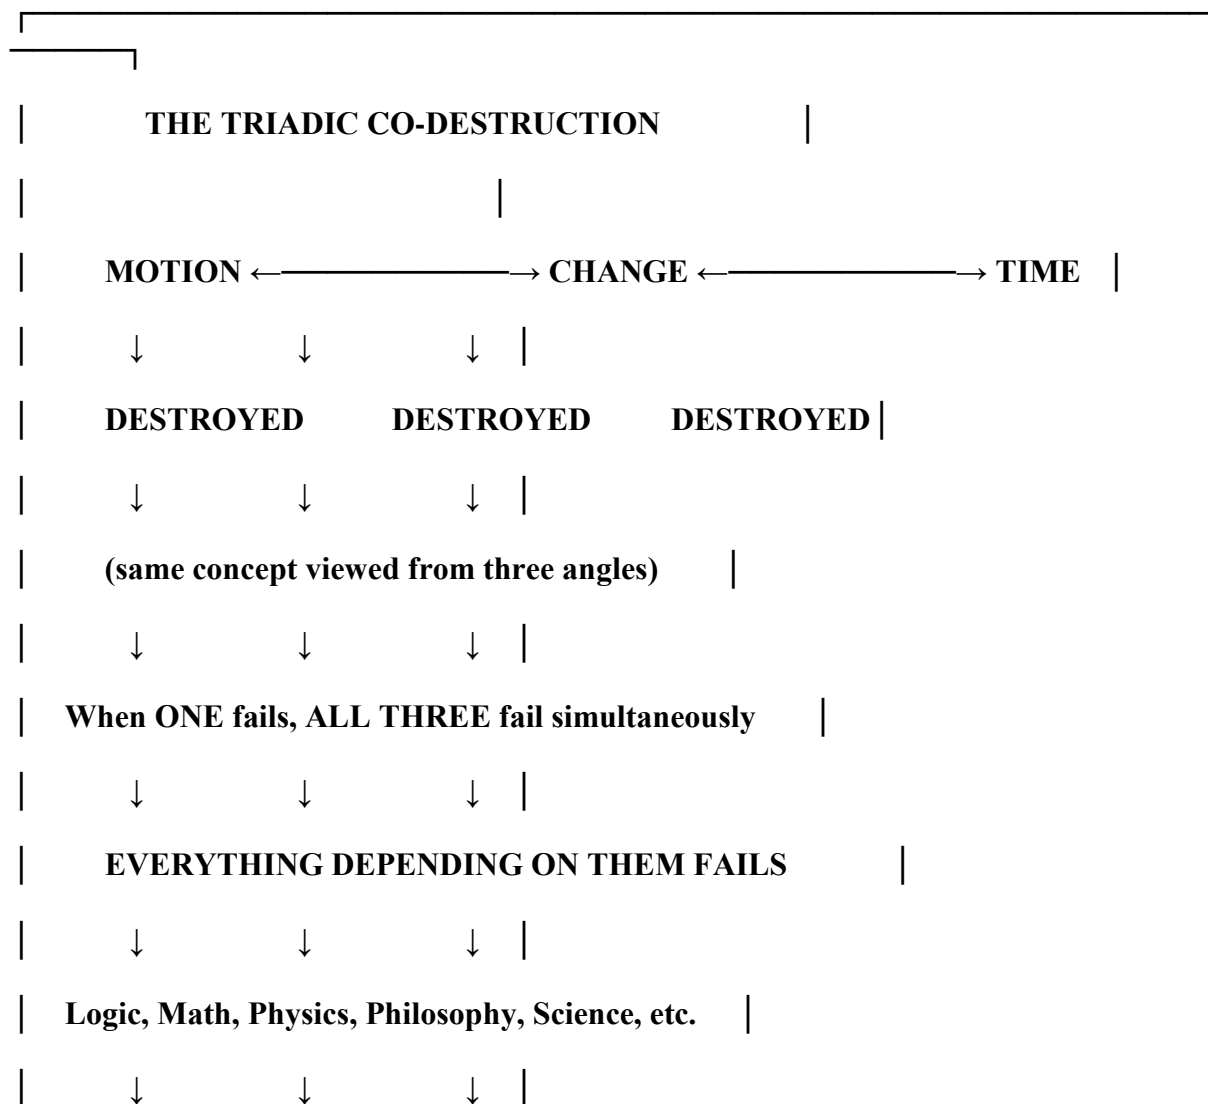 ┌──────────────────────────────────────────────────────
──────┐
│ THE TRIADIC CO-DESTRUCTION │
│ │
│ MOTION ←──────────→ CHANGE ←──────────→ TIME │
│ ↓ ↓ ↓ │
│ DESTROYED DESTROYED DESTROYED│
│ ↓ ↓ ↓ │
│ (same concept viewed from three angles) │
│ ↓ ↓ ↓ │
│ When ONE fails, ALL THREE fail simultaneously │
│ ↓ ↓ ↓ │
│ EVERYTHING DEPENDING ON THEM FAILS │
│ ↓ ↓ ↓ │
│ Logic, Math, Physics, Philosophy, Science, etc. │
│ ↓ ↓ ↓ │